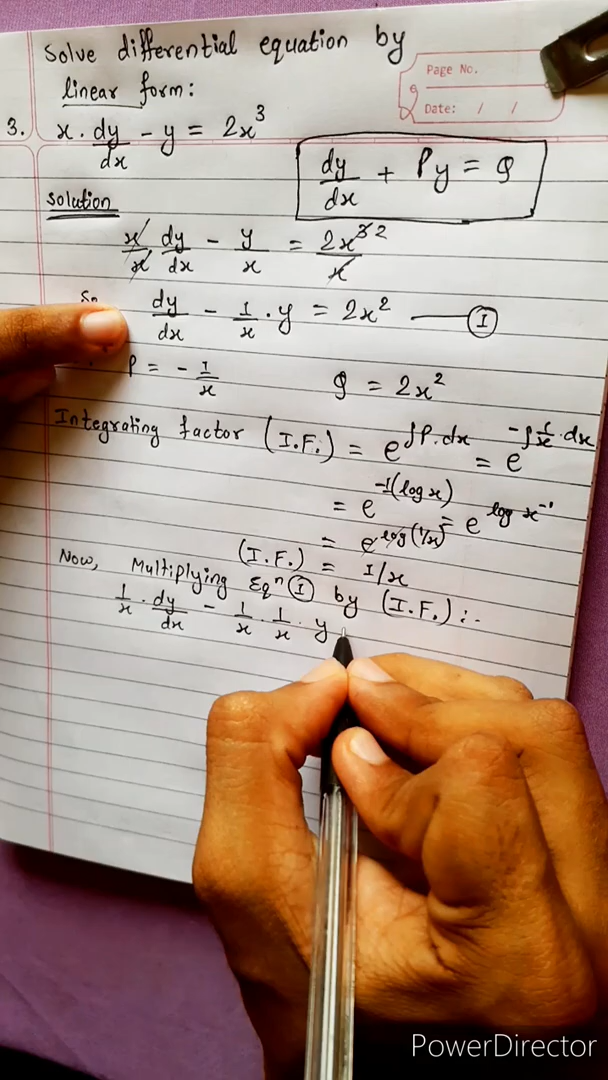 Solve differential equation by
linear form:
Page No.
Date: / /
3. x . dy/dx - y = 2x³
dy/dx + Py = Q
Solution
x/x dy/dx - y/x = 2x³ ² / x
So dy/dx - 1/x . y = 2x² —— I
P = - 1/x Q = 2x²
Integrating factor (I.F.) = e^∫P.dx = e^-∫1/x.dx
= e^-1(log x) = e^log x⁻¹
= e^log(1/x)
(I.F.) = 1/x
Now, Multiplying Eqⁿ I by (I.F.) :-
1/x . dy/dx - 1/x . 1/x . y
PowerDirector